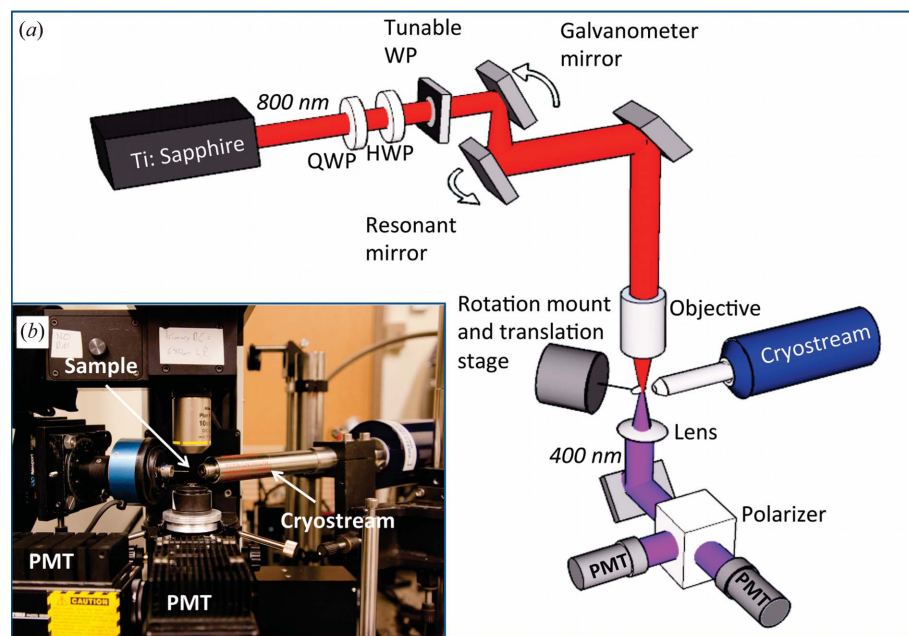 (a)
Tunable
WP
Galvanometer
mirror
800 nm
Ti: Sapphire
QWP
HWP
Resonant
mirror
Rotation mount
and translation
stage
Objective
Cryostream
Lens
400 nm
Polarizer
PMT
PMT
(b)
Sample
Cryostream
PMT
PMT
CAUTION